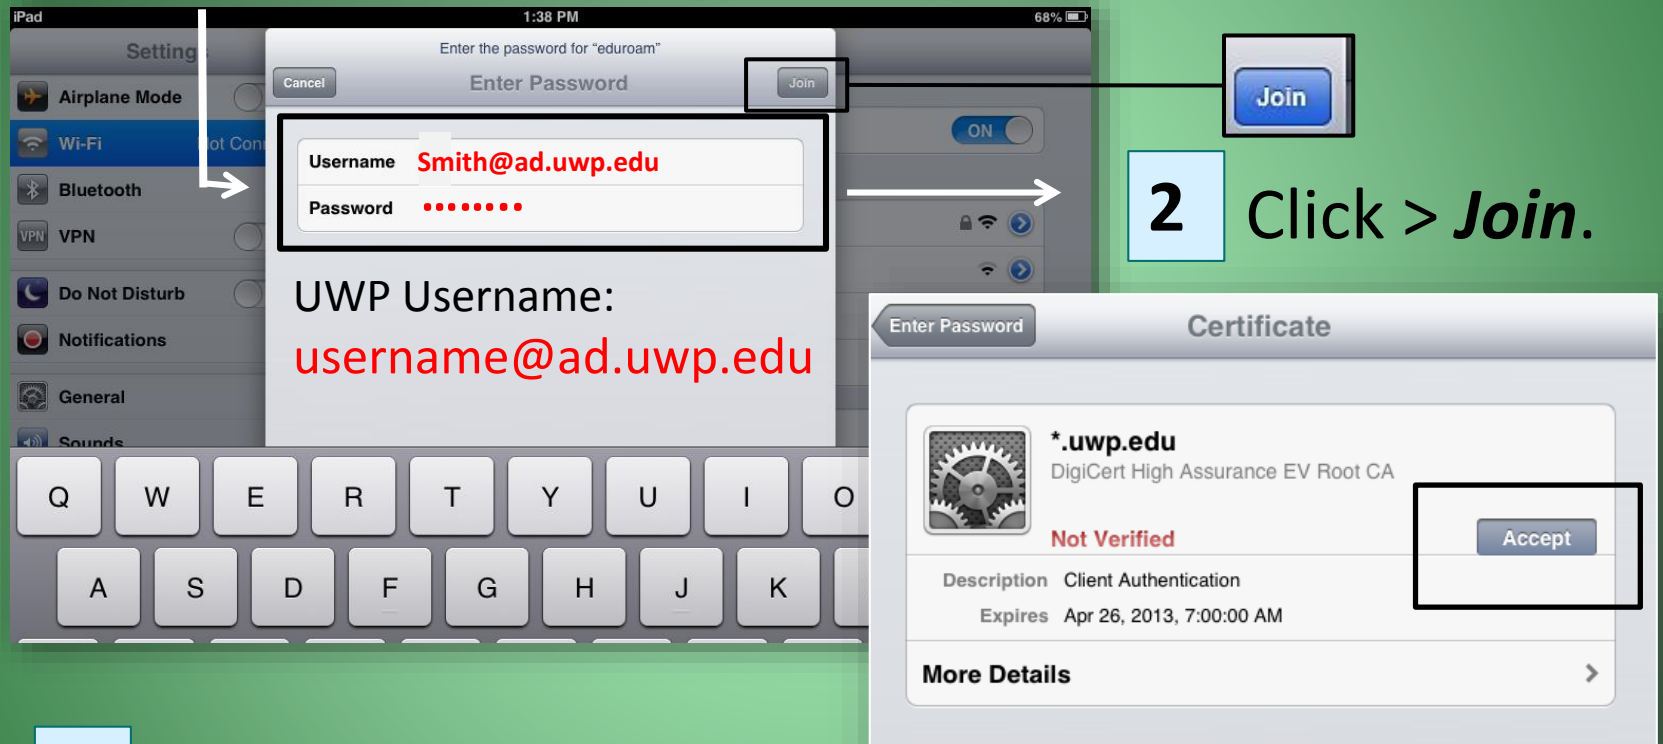 iPad 1:38 PM 68%
Settings
Enter the password for “eduroam”
Cancel Enter Password Join
Airplane Mode
Wi-Fi Not Conn
Bluetooth
VPN VPN
Do Not Disturb
Notifications
General
Sounds
ON
Username Smith@ad.uwp.edu
Password ••••••••
UWP Username:
username@ad.uwp.edu
Q W E R T Y U I O
A S D F G H J K
Join
2 Click > Join.
Enter Password Certificate
*.uwp.edu
DigiCert High Assurance EV Root CA
Not Verified Accept
Description Client Authentication
Expires Apr 26, 2013, 7:00:00 AM
More Details